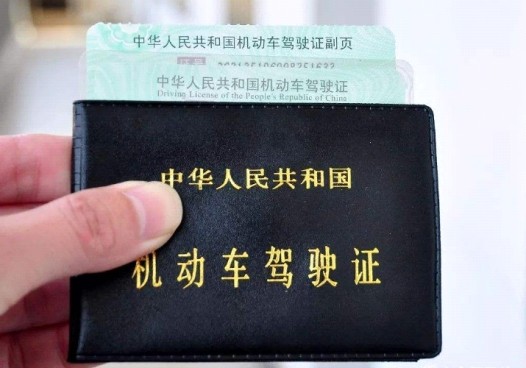 中华人民共和国机动车驾驶证副页
中华人民共和国机动车驾驶证
Driving License of the People's Republic of China
中华人民共和国
机动车驾驶证